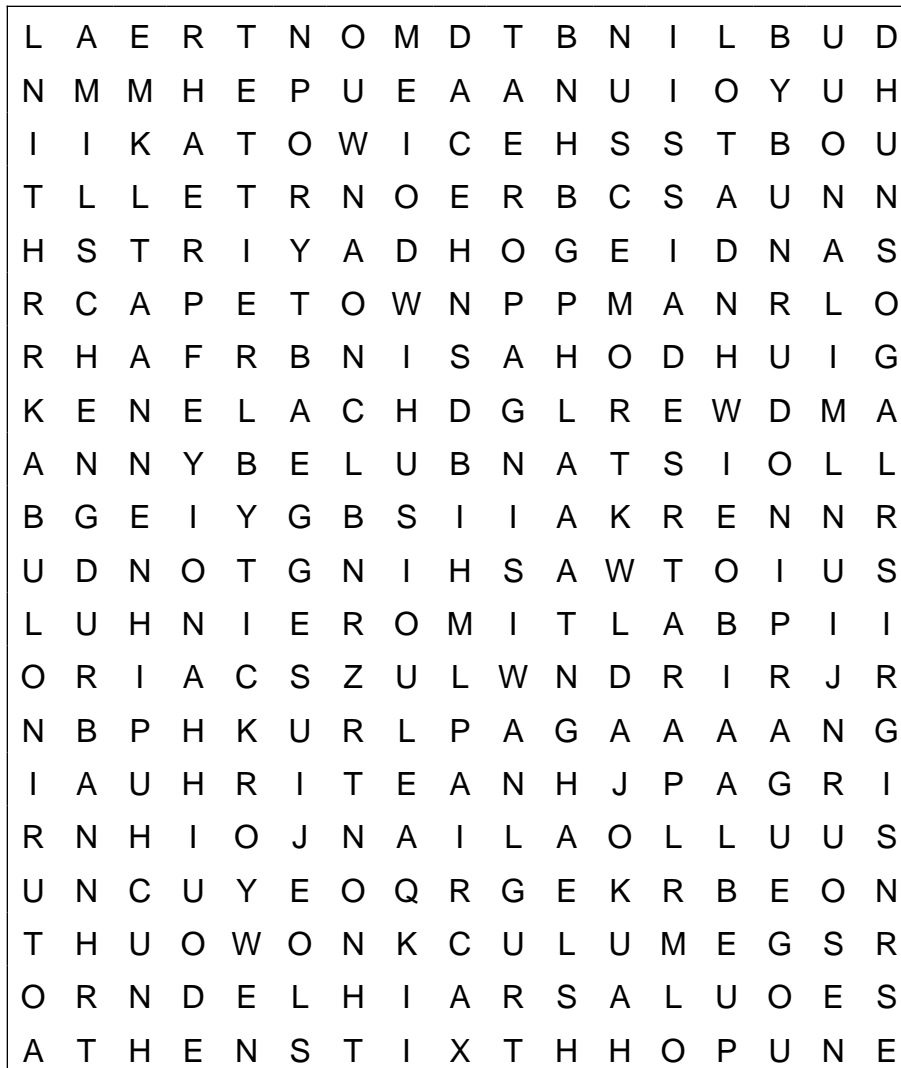 L A E R T N O M D T B N I L B U D
N M M H E P U E A A N U I O Y U H
I I K A T O W I C E H S S T B O U
T L L E T R N O E R B C S A U N N
H S T R I Y A D H O G E I D N A S
R C A P E T O W N P P M A N R L O
R H A F R B N I S A H O D H U I G
K E N E L A C H D G L R E W D M A
A N N Y B E L U B N A T S I O L L
B G E I Y G B S I I A K R E N N R
U D N O T G N I H S A W T O I U S
L U H N I E R O M I T L A B P I I
O R I A C S Z U L W N D R I R J R
N B P H K U R L P A G A A A A N G
I A U H R I T E A N H J P A G R I
R N H I O J N A I L A O L L U U S
U N C U Y E O Q R G E K R B E O N
T H U O W O N K C U L U M E G S R
O R N D E L H I A R S A L U O E S
A T H E N S T I X T H H O P U N E